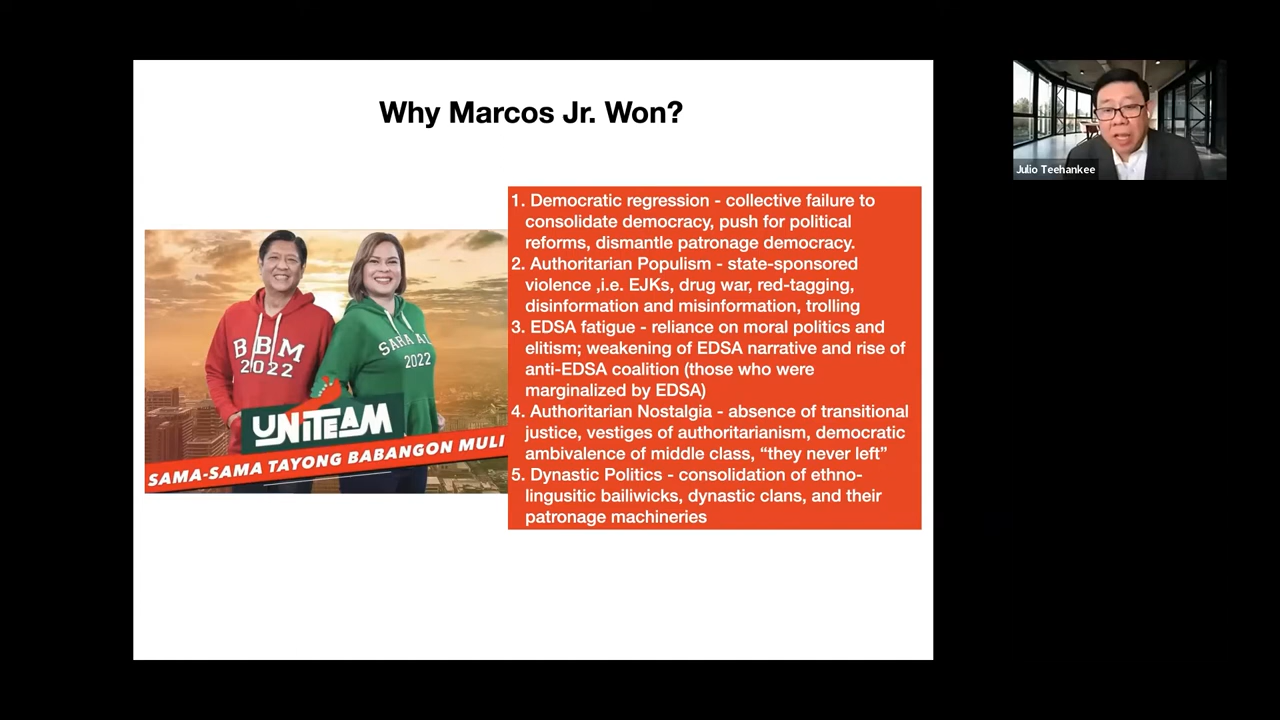 Why Marcos Jr. Won?
Julio Teehankee
1. Democratic regression - collective failure to
consolidate democracy, push for political
reforms, dismantle patronage democracy.
2. Authoritarian Populism - state-sponsored
violence ,i.e. EJKs, drug war, red-tagging,
disinformation and misinformation, trolling
3. EDSA fatigue - reliance on moral politics and
elitism; weakening of EDSA narrative and rise of
anti-EDSA coalition (those who were
marginalized by EDSA)
4. Authoritarian Nostalgia - absence of transitional
justice, vestiges of authoritarianism, democratic
ambivalence of middle class, “they never left”
5. Dynastic Politics - consolidation of ethno-
lingusitic bailiwicks, dynastic clans, and their
patronage machineries
BBM
2022
SARA
2022
UNITEAM
SAMA-SAMA TAYONG BABANGON MULI